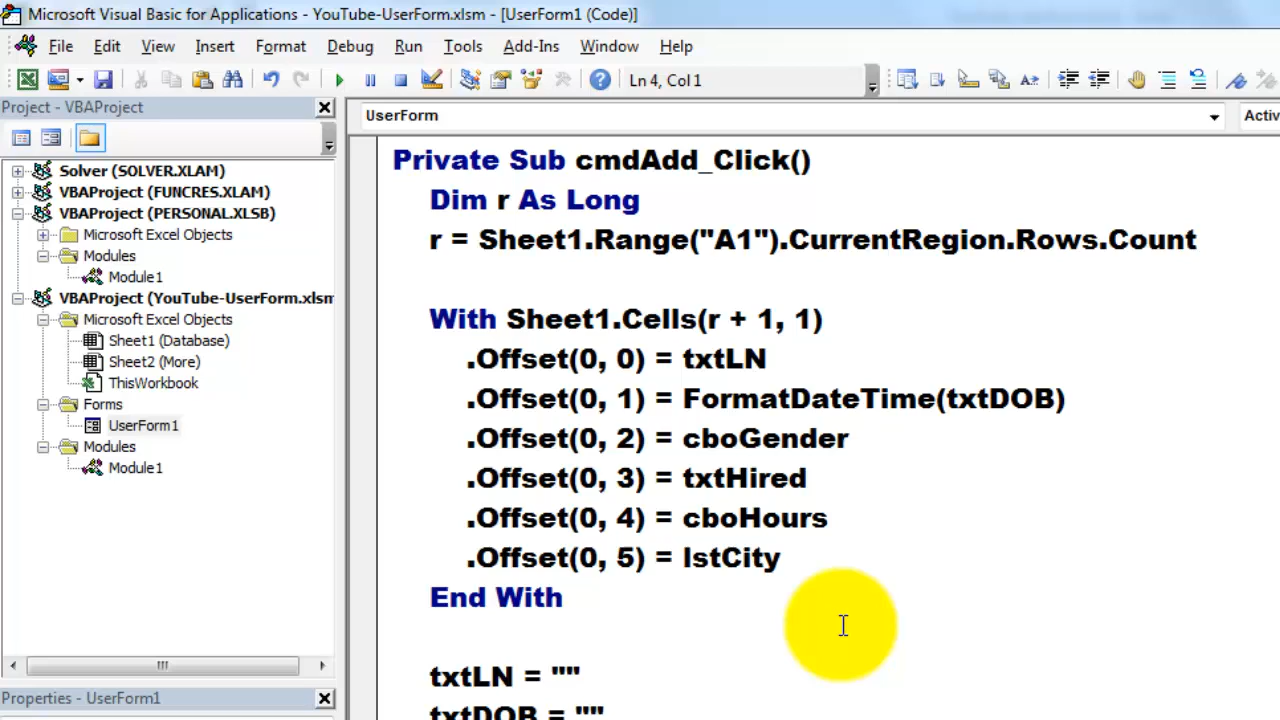 Microsoft Visual Basic for Applications - YouTube-UserForm.xlsm - [UserForm1 (Code)]
File Edit View Insert Format Debug Run Tools Add-Ins Window Help
Ln 4, Col 1
Project - VBAProject
UserForm
Activ
Solver (SOLVER.XLAM)
VBAProject (FUNCRES.XLAM)
VBAProject (PERSONAL.XLSB)
Microsoft Excel Objects
Modules
Module1
VBAProject (YouTube-UserForm.xlsm
Microsoft Excel Objects
Sheet1 (Database)
Sheet2 (More)
ThisWorkbook
Forms
UserForm1
Modules
Module1
Properties - UserForm1
Private Sub cmdAdd_Click()
Dim r As Long
r = Sheet1.Range("A1").CurrentRegion.Rows.Count
With Sheet1.Cells(r + 1, 1)
.Offset(0, 0) = txtLN
.Offset(0, 1) = FormatDateTime(txtDOB)
.Offset(0, 2) = cboGender
.Offset(0, 3) = txtHired
.Offset(0, 4) = cboHours
.Offset(0, 5) = lstCity
End With
txtLN = ""
txtDOB = ""